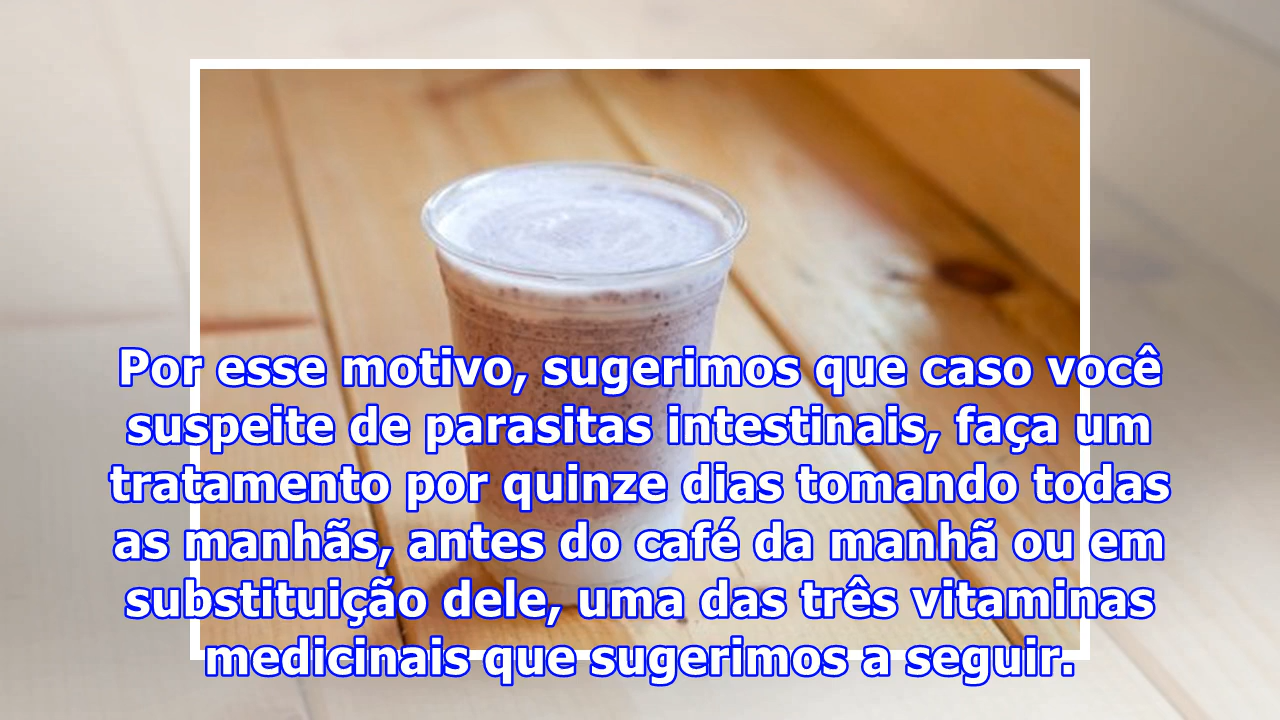 Por esse motivo, sugerimos que caso você
suspeite de parasitas intestinais, faça um
tratamento por quinze dias tomando todas
as manhãs, antes do café da manhã ou em
substituição dele, uma das três vitaminas
medicinais que sugerimos a seguir.